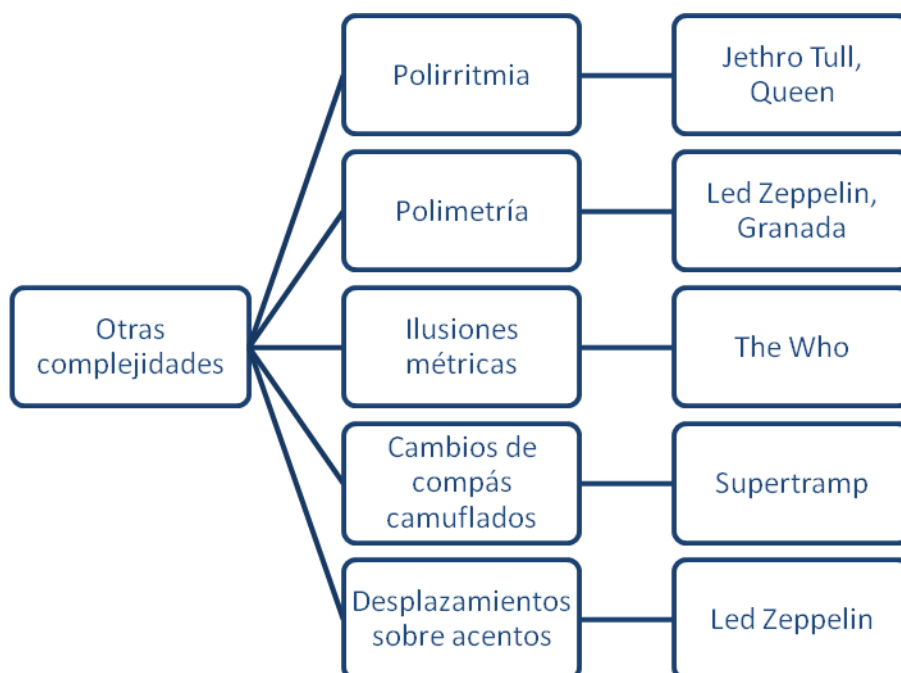 Otras
complejidades
Polirritmia
Jethro Tull,
Queen
Polimetría
Led Zeppelin,
Granada
Ilusiones
métricas
The Who
Cambios de
compás
camuflados
Supertramp
Desplazamientos
sobre acentos
Led Zeppelin